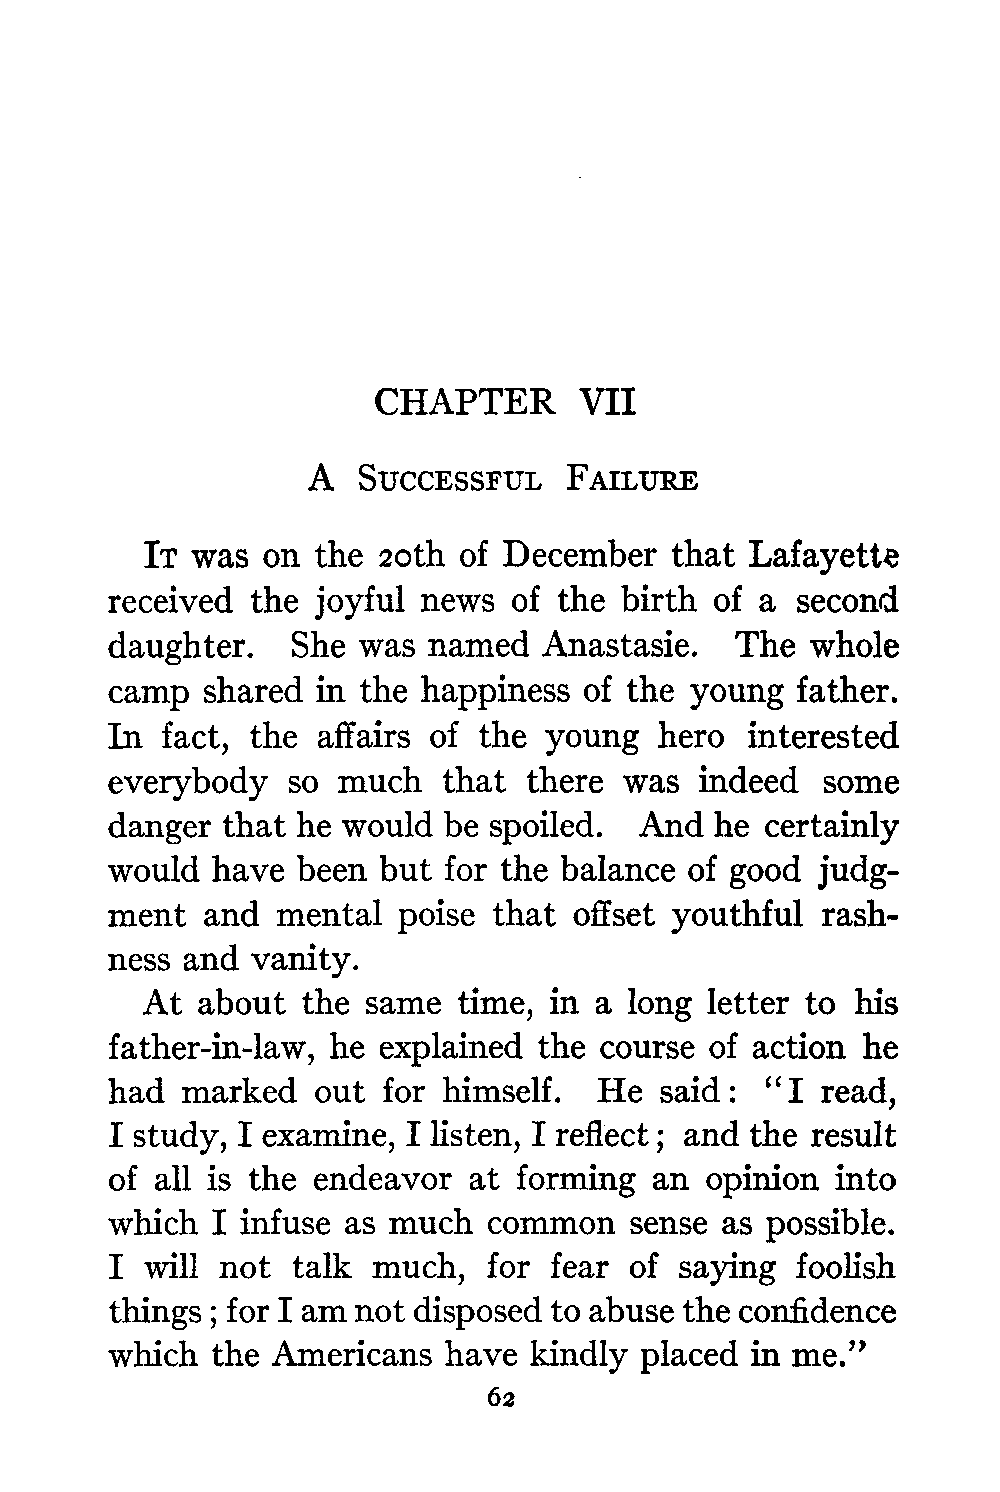 CHAPTER VII
A Successful Failure
It was on the 20th of December that Lafayette
received the joyful news of the birth of a second
daughter. She was named Anastasie. The whole
camp shared in the happiness of the young father.
In fact, the affairs of the young hero interested
everybody so much that there was indeed some
danger that he would be spoiled. And he certainly
would have been but for the balance of good judg-
ment and mental poise that offset youthful rash-
ness and vanity.
At about the same time, in a long letter to his
father-in-law, he explained the course of action he
had marked out for himself. He said: "I read,
I study, I examine, I listen, I reflect; and the result
of all is the endeavor at forming an opinion into
which I infuse as much common sense as possible.
I will not talk much, for fear of saying foolish
things; for I am not disposed to abuse the confidence
which the Americans have kindly placed in me."
62